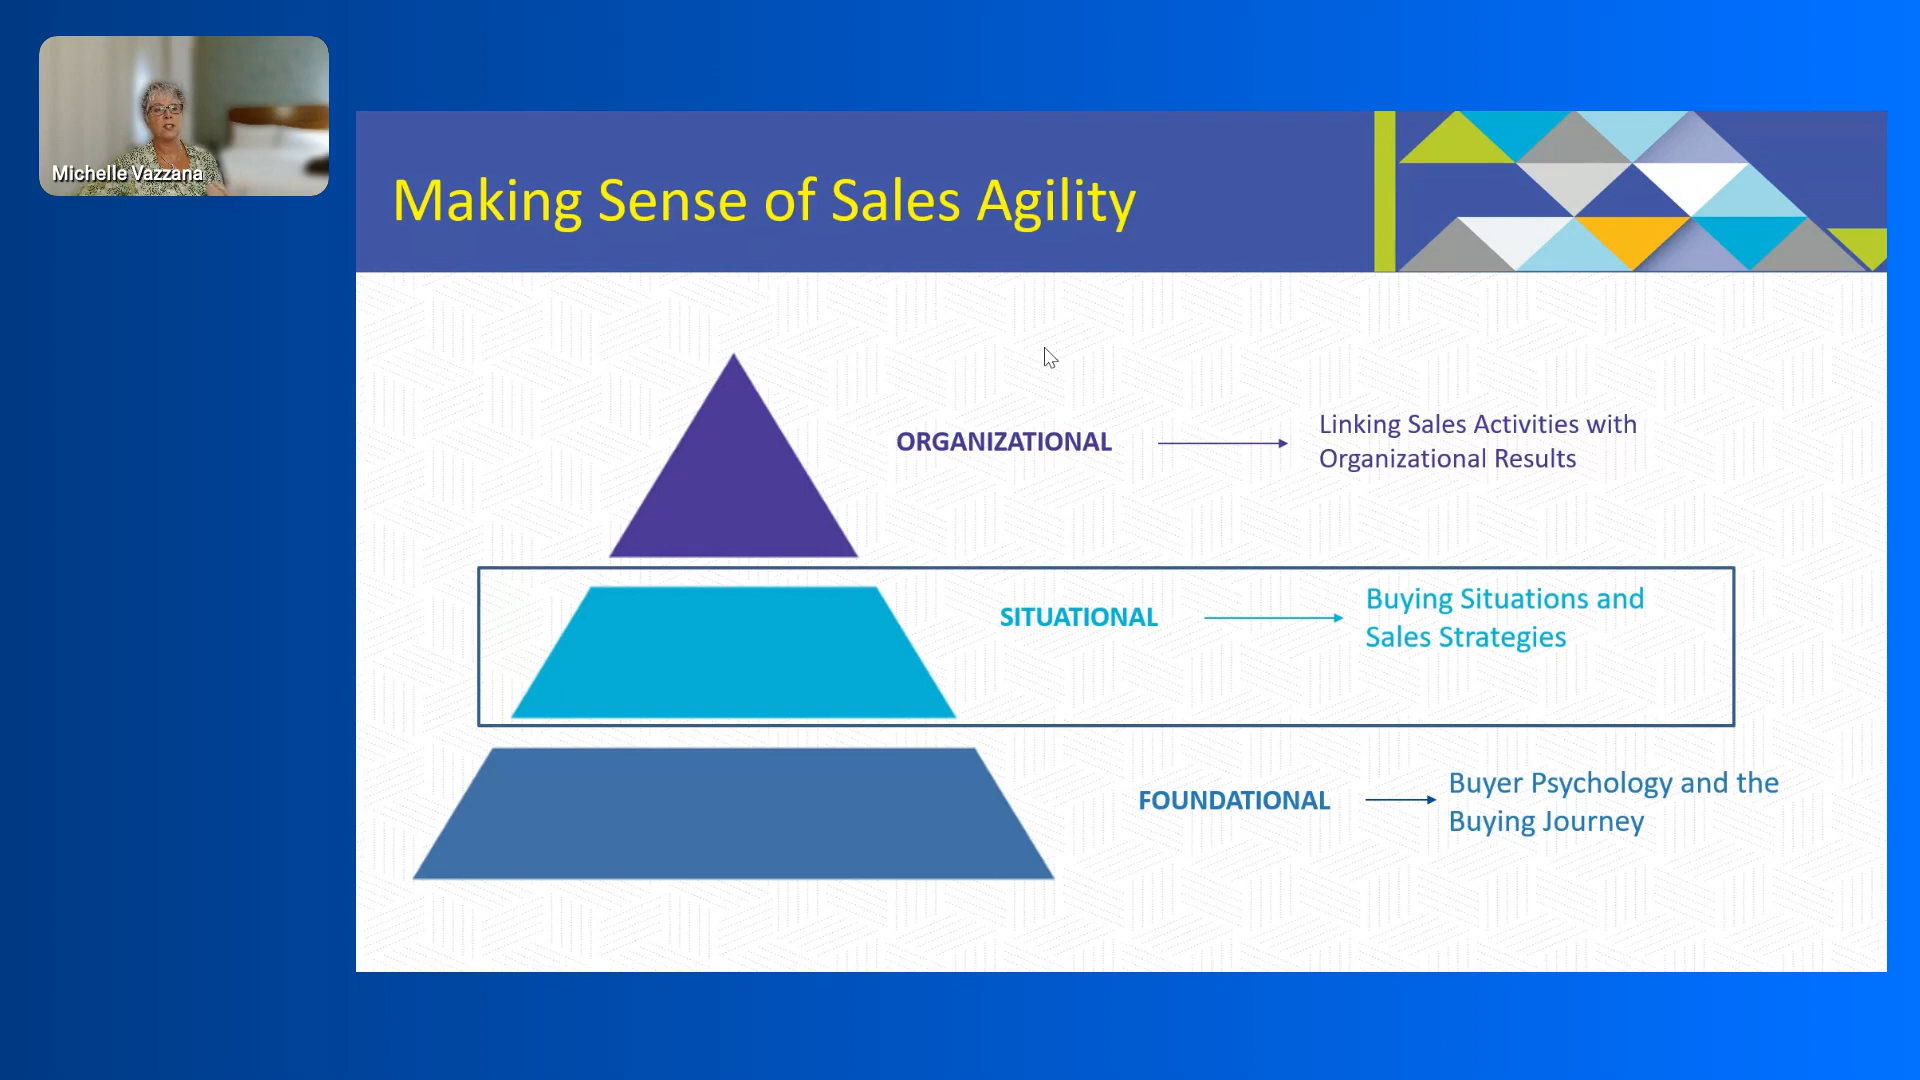 Michelle Vazzana
Making Sense of Sales Agility
ORGANIZATIONAL
Linking Sales Activities with
Organizational Results
SITUATIONAL
Buying Situations and
Sales Strategies
FOUNDATIONAL
Buyer Psychology and the
Buying Journey